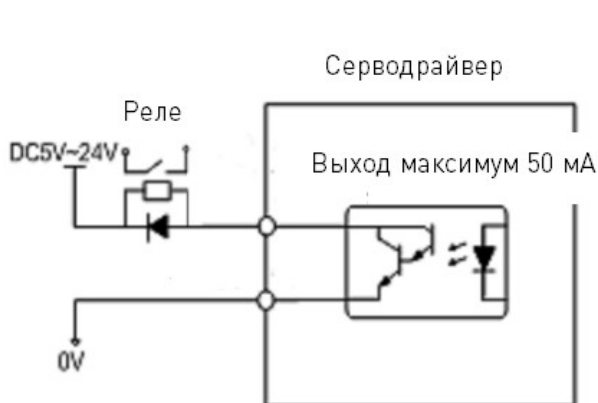 Серводрайвер
Реле
DC5V~24V
Выход максимум 50 мА
0V